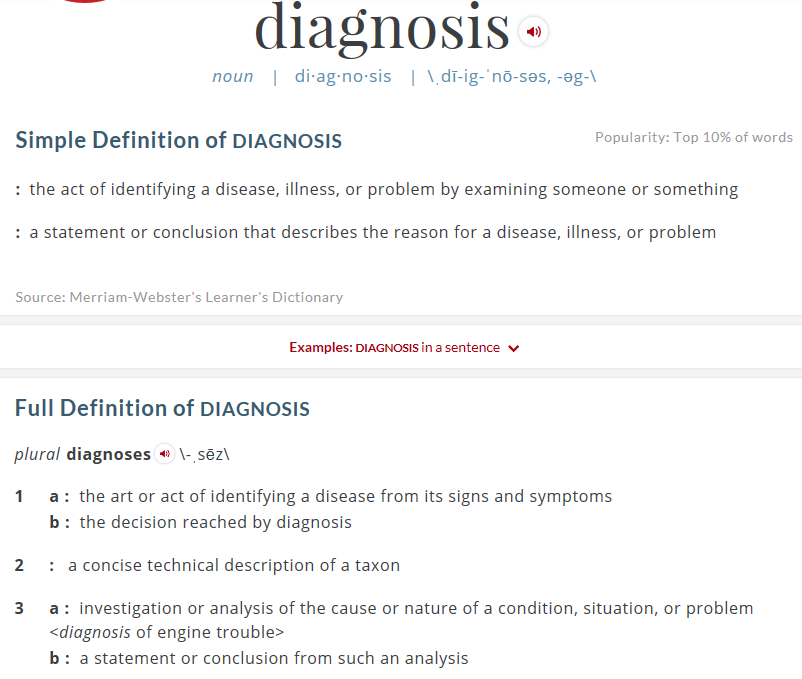 diagnosis
noun | di·ag·no·sis | \ˌdī-ig-ˈnō-səs, -əg-\
Simple Definition of DIAGNOSIS
Popularity: Top 10% of words
: the act of identifying a disease, illness, or problem by examining someone or something
: a statement or conclusion that describes the reason for a disease, illness, or problem
Source: Merriam-Webster's Learner's Dictionary
Examples: DIAGNOSIS in a sentence
Full Definition of DIAGNOSIS
plural diagnoses \-ˌsēz\
1 a : the art or act of identifying a disease from its signs and symptoms
b : the decision reached by diagnosis
2 : a concise technical description of a taxon
3 a : investigation or analysis of the cause or nature of a condition, situation, or problem
<diagnosis of engine trouble>
b : a statement or conclusion from such an analysis